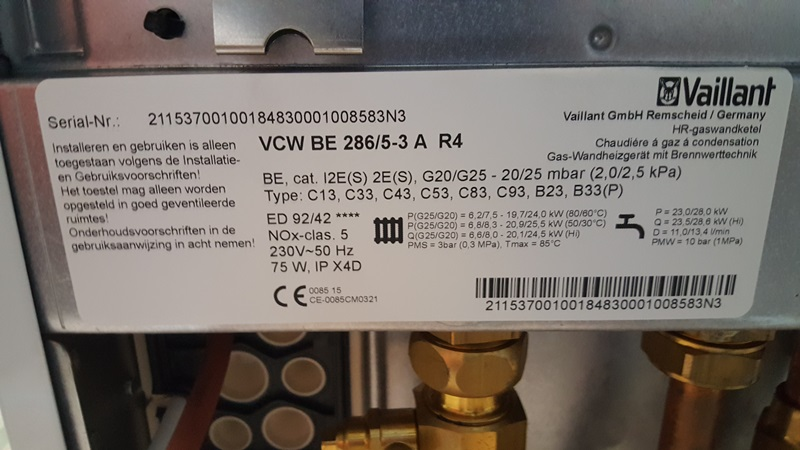 Vaillant
Serial-Nr.: 21153700100184830001008583N3
Vaillant GmbH Remscheid / Germany
HR-gaswandketel
Chaudiére á gaz á condensation
Gas-Wandheizgerät mit Brennwerttechnik
Installeren en gebruiken is alleen
toegestaan volgens de Installatie-
en Gebruiksvoorschriften!
Het toestel mag alleen worden
opgesteld in goed geventileerde
ruimtes!
Onderhoudsvoorschriften in de
gebruiksaanwijzing in acht nemen!
VCW BE 286/5-3 A R4
BE, cat. I2E(S) 2E(S), G20/G25 - 20/25 mbar (2,0/2,5 kPa)
Type: C13, C33, C43, C53, C83, C93, B23, B33(P)
ED 92/42 ****
NOx-clas. 5
230V~50 Hz
75 W, IP X4D
P(G25/G20) = 6,2/7,5 - 19,7/24,0 kW (80/60°C)
P(G25/G20) = 6,6/8,3 - 20,9/25,5 kW (50/30°C)
Q(G25/G20) = 6,6/8,0 - 20,1/24,5 kW (Hi)
PMS = 3bar (0,3 MPa), Tmax = 85°C
P = 23,0/28,0 kW
Q = 23,5/28,6 kW (Hi)
D = 11,0/13,4 l/min
PMW = 10 bar (1MPa)
CE 0085 15
CE-0085CM0321
21153700100184830001008583N3